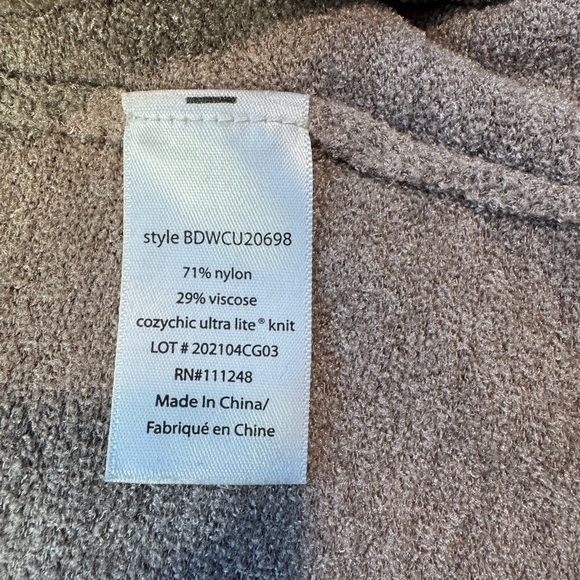 style BDWCU20698
71% nylon
29% viscose
cozychic ultra lite® knit
LOT # 202104CG03
RN#111248
Made In China/
Fabriqué en Chine